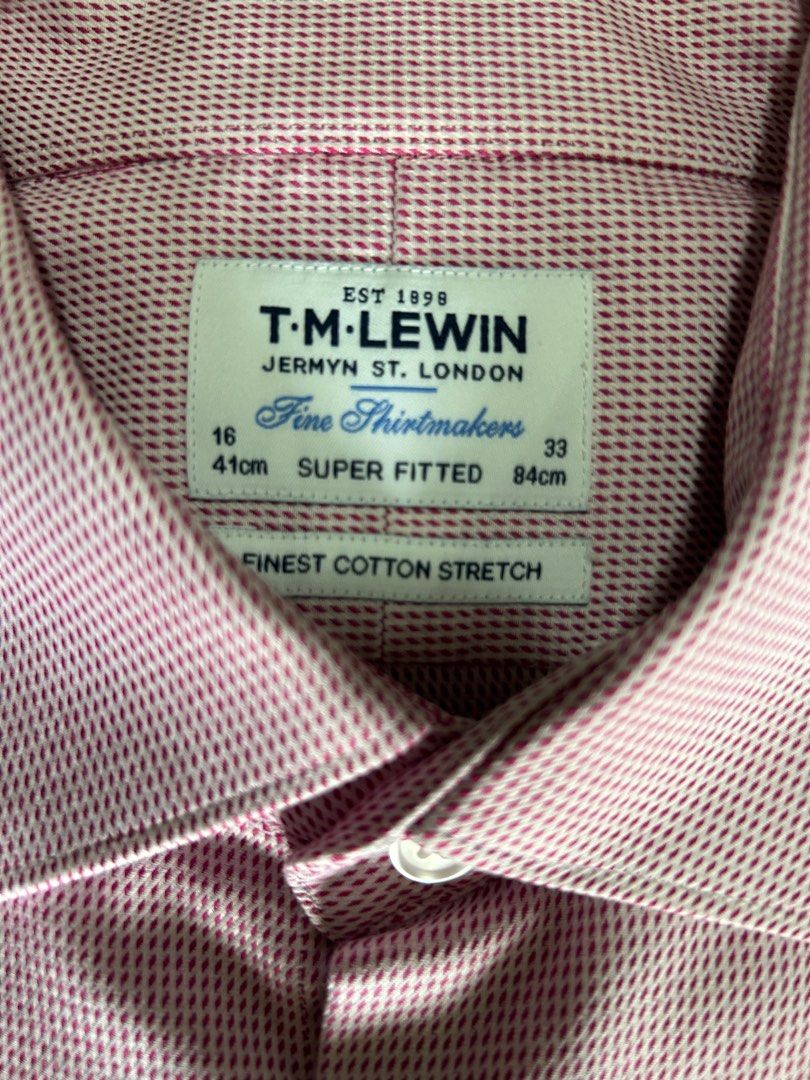 EST 1898
T·M·LEWIN
JERMYN ST. LONDON
Fine Shirtmakers
16 33
41cm SUPER FITTED 84cm
FINEST COTTON STRETCH